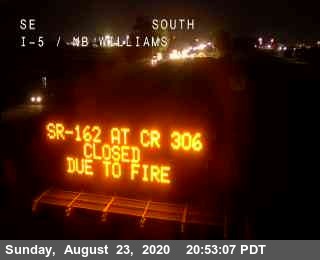 SE SOUTH
I-5 / NB WILLIAMS
SR-162 AT CR 306
CLOSED
DUE TO FIRE
Sunday, August 23, 2020 20:53:07 PDT